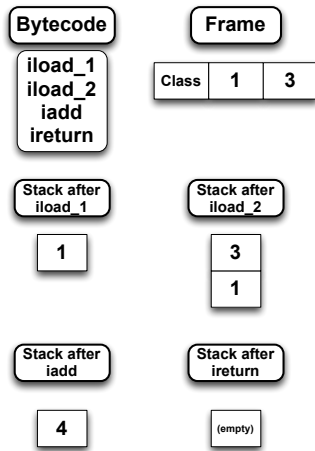 Bytecode
Frame
iload_1
iload_2
iadd
ireturn
Class 1 3
Stack after
iload_1
Stack after
iload_2
1
3
1
Stack after
iadd
Stack after
ireturn
4
(empty)